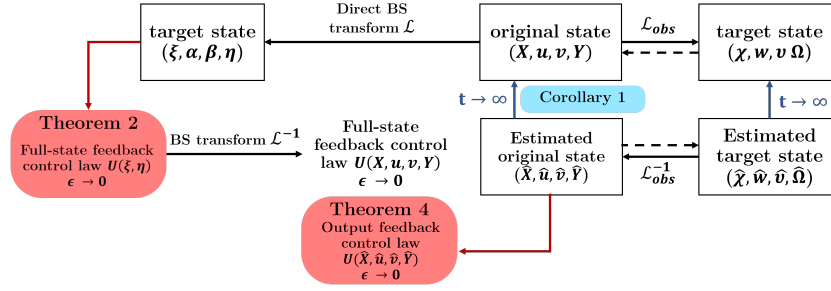 target state
(ξ, α, β, η)
Direct BS
transform ℒ
original state
(X, u, v, Y)
ℒobs
target state
(χ, w, υ Ω)
t → ∞
Corollary 1
t → ∞
Theorem 2
Full-state feedback
control law U(ξ, η)
ϵ → 0
BS transform ℒ⁻¹
Full-state
feedback control
law U(X, u, v, Y)
ϵ → 0
Estimated
original state
(X̂, û, v̂, Ŷ)
ℒ⁻¹obs
Estimated
target state
(χ̂, ŵ, υ̂, Ω̂)
Theorem 4
Output feedback
control law
U(X̂, û, v̂, Ŷ)
ϵ → 0